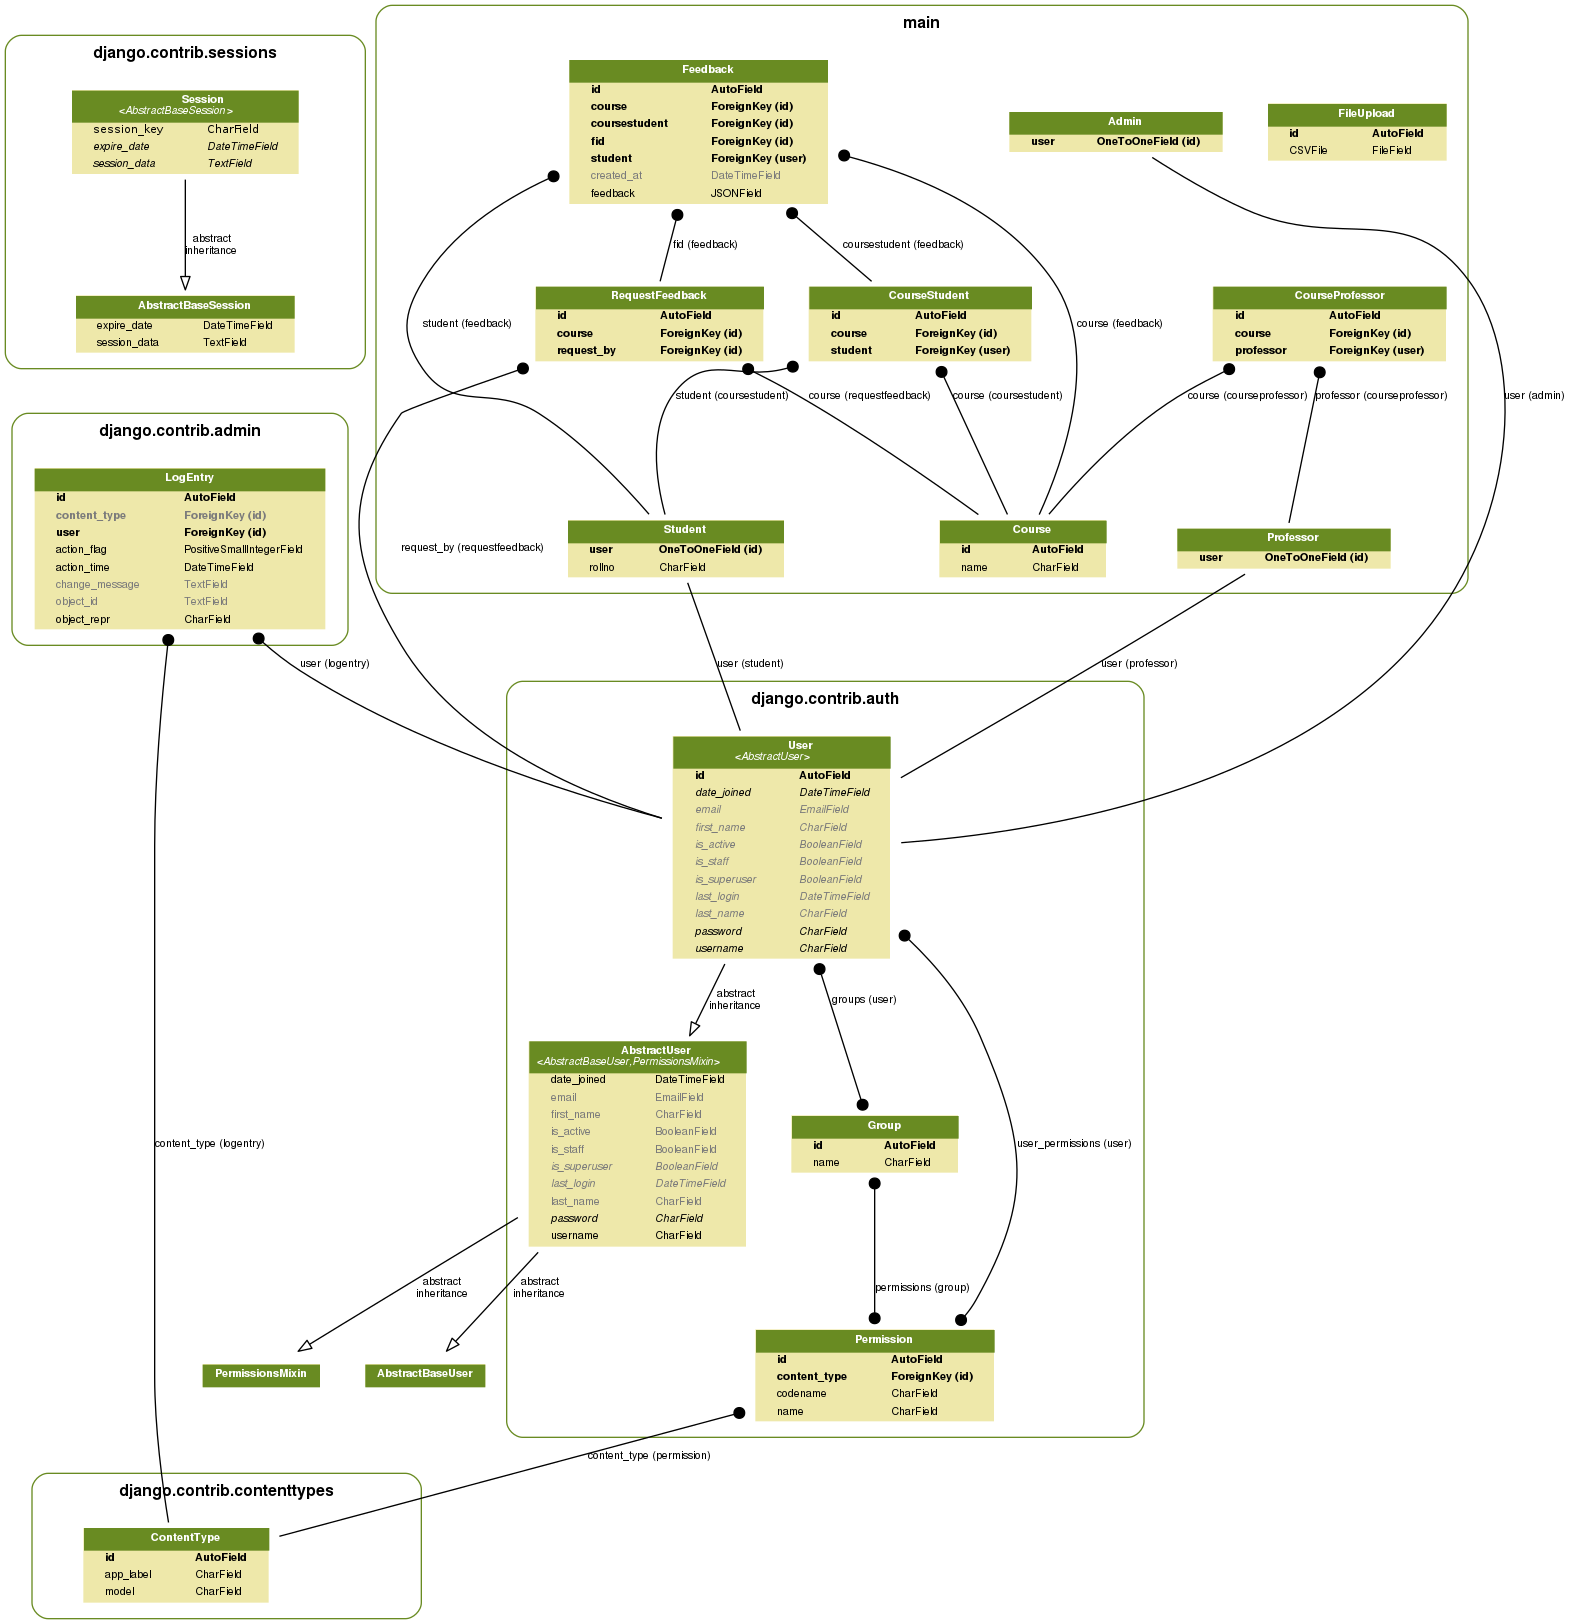 main
django.contrib.sessions
Session
<AbstractBaseSession>
session_key CharField
expire_date DateTimeField
session_data TextField
abstract
inheritance
AbstractBaseSession
expire_date DateTimeField
session_data TextField
Feedback
id AutoField
course ForeignKey (id)
coursestudent ForeignKey (id)
fid ForeignKey (id)
student ForeignKey (user)
created_at DateTimeField
feedback JSONField
Admin
user OneToOneField (id)
FileUpload
id AutoField
CSVFile FileField
fid (feedback)
coursestudent (feedback)
student (feedback)
course (feedback)
RequestFeedback
id AutoField
course ForeignKey (id)
request_by ForeignKey (id)
CourseStudent
id AutoField
course ForeignKey (id)
student ForeignKey (user)
CourseProfessor
id AutoField
course ForeignKey (id)
professor ForeignKey (user)
student (coursestudent)
course (requestfeedback)
course (coursestudent)
course (courseprofessor)
professor (courseprofessor)
user (admin)
django.contrib.admin
LogEntry
id AutoField
content_type ForeignKey (id)
user ForeignKey (id)
action_flag PositiveSmallIntegerField
action_time DateTimeField
change_message TextField
object_id TextField
object_repr CharField
request_by (requestfeedback)
Student
user OneToOneField (id)
rollno CharField
Course
id AutoField
name CharField
Professor
user OneToOneField (id)
user (logentry)
user (student)
user (professor)
django.contrib.auth
User
<AbstractUser>
id AutoField
date_joined DateTimeField
email EmailField
first_name CharField
is_active BooleanField
is_staff BooleanField
is_superuser BooleanField
last_login DateTimeField
last_name CharField
password CharField
username CharField
abstract
inheritance
groups (user)
AbstractUser
<AbstractBaseUser,PermissionsMixin>
date_joined DateTimeField
email EmailField
first_name CharField
is_active BooleanField
is_staff BooleanField
is_superuser BooleanField
last_login DateTimeField
last_name CharField
password CharField
username CharField
Group
id AutoField
name CharField
content_type (logentry)
user_permissions (user)
abstract
inheritance
abstract
inheritance
permissions (group)
PermissionsMixin
AbstractBaseUser
Permission
id AutoField
content_type ForeignKey (id)
codename CharField
name CharField
content_type (permission)
django.contrib.contenttypes
ContentType
id AutoField
app_label CharField
model CharField